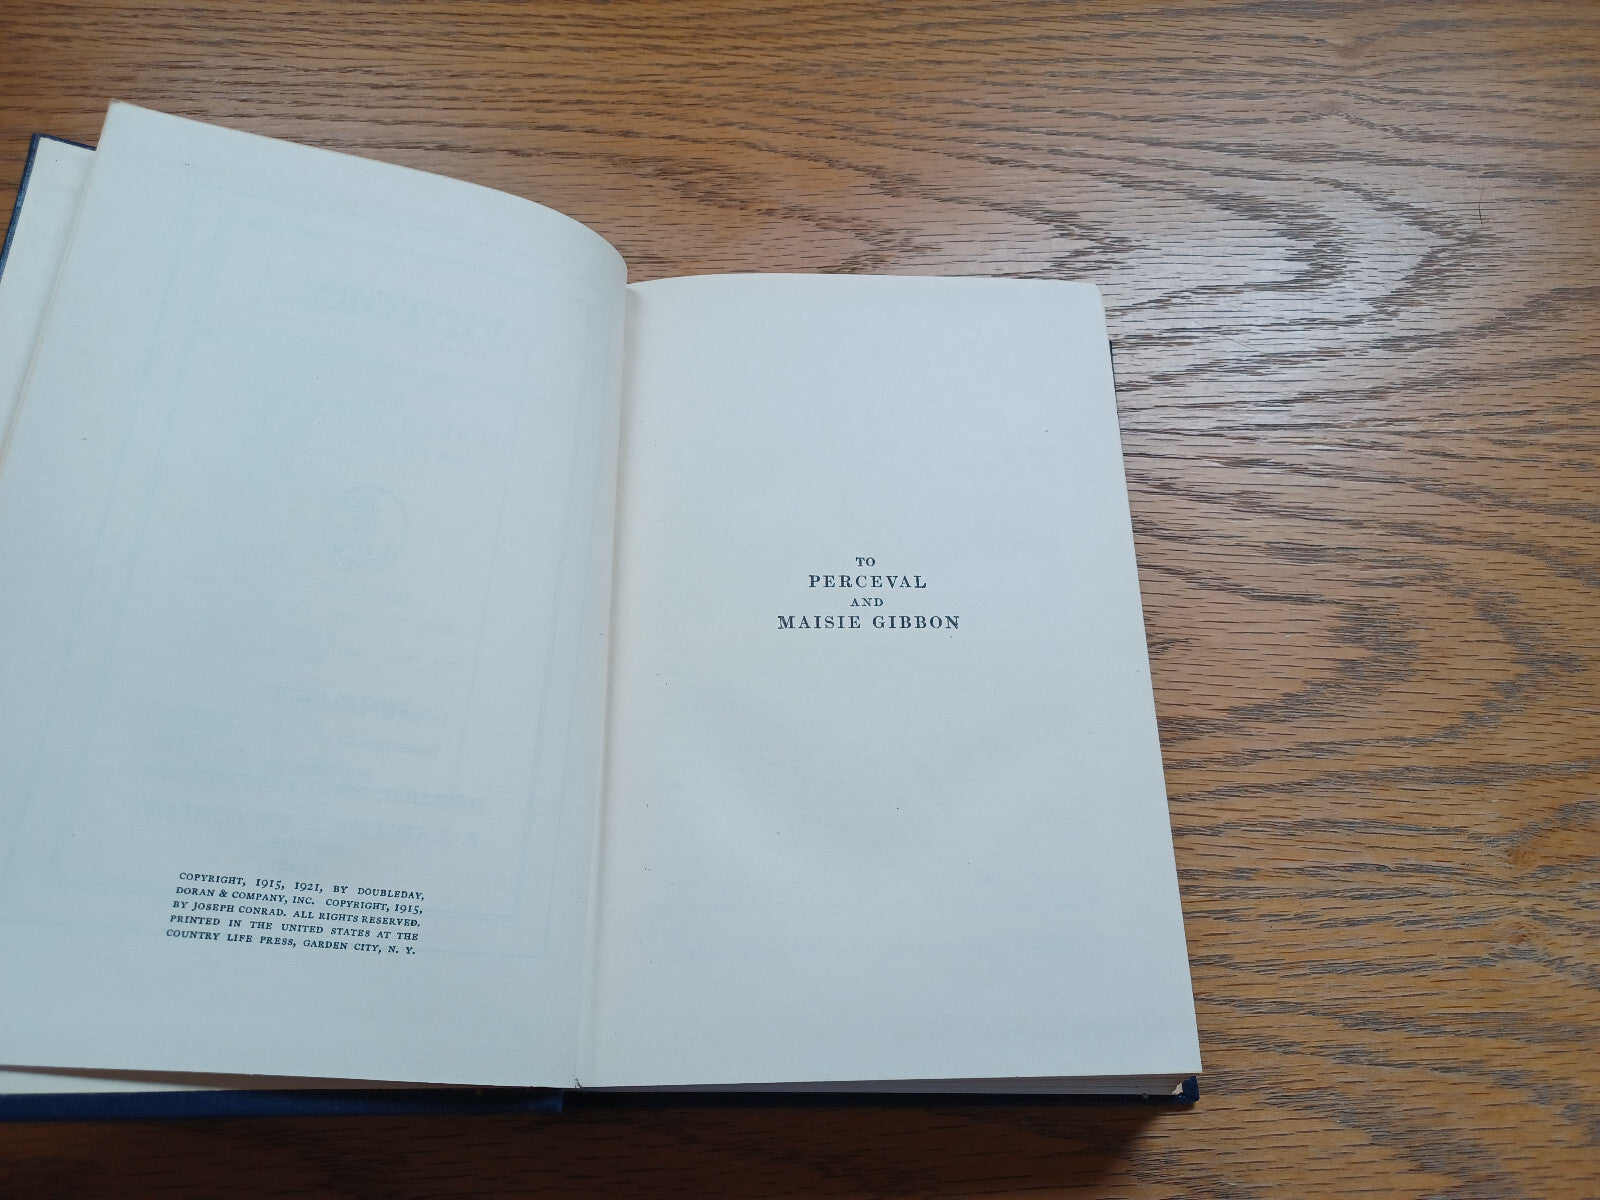 COPYRIGHT, 1915, 1921, BY DOUBLEDAY,
DORAN & COMPANY, INC. COPYRIGHT, 1915,
BY JOSEPH CONRAD. ALL RIGHTS RESERVED.
PRINTED IN THE UNITED STATES AT THE
COUNTRY LIFE PRESS, GARDEN CITY, N. Y.
TO
PERCEVAL
AND
MAISIE GIBBON